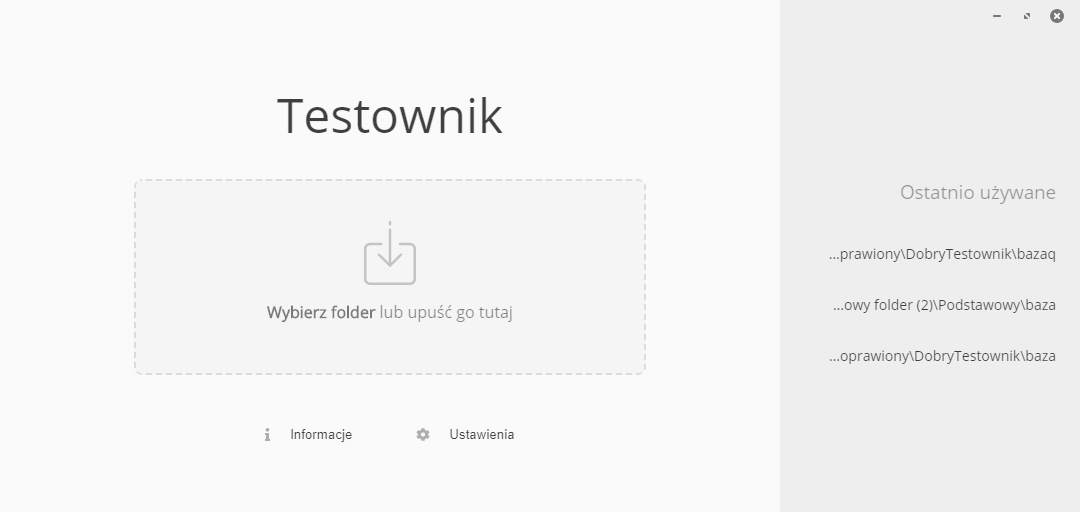 Testownik
Wybierz folder lub upuść go tutaj
Informacje
Ustawienia
Ostatnio używane
...prawiony\DobryTestownik\bazaq
...owy folder (2)\Podstawowy\baza
...oprawiony\DobryTestownik\baza